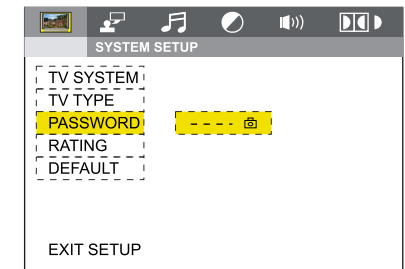 SYSTEM SETUP
TV SYSTEM
TV TYPE
PASSWORD - - - -
RATING
DEFAULT
EXIT SETUP